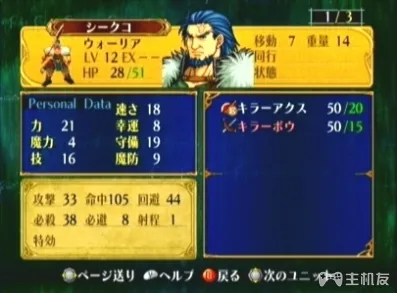 シークコ
1/3
ウォーリア
LV 12 EX --
HP 28/51
移動 7 重量 14
同行
状態
Personal Data
速さ 18
力 21 幸運 8
魔力 4 守備 19
技 16 魔防 9
キラーアクス 50/20
キラーボウ 50/15
攻撃 33 命中105 回避 44
必殺 38 必避 8 射程 1
特効
ページ送り ヘルプ 戻る 次のユニット
主机友